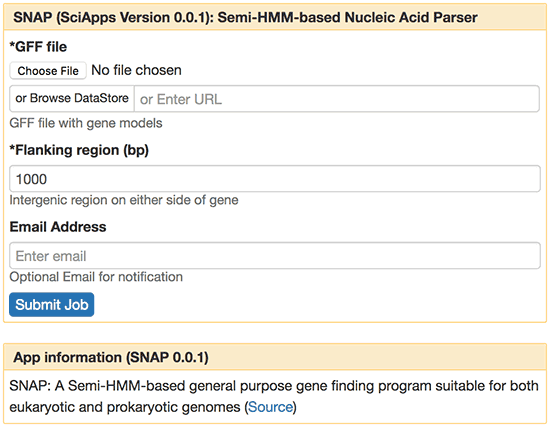 SNAP (SciApps Version 0.0.1): Semi-HMM-based Nucleic Acid Parser
*GFF file
Choose File No file chosen
or Browse DataStore or Enter URL
GFF file with gene models
*Flanking region (bp)
1000
Intergenic region on either side of gene
Email Address
Enter email
Optional Email for notification
Submit Job
App information (SNAP 0.0.1)
SNAP: A Semi-HMM-based general purpose gene finding program suitable for both
eukaryotic and prokaryotic genomes (Source)